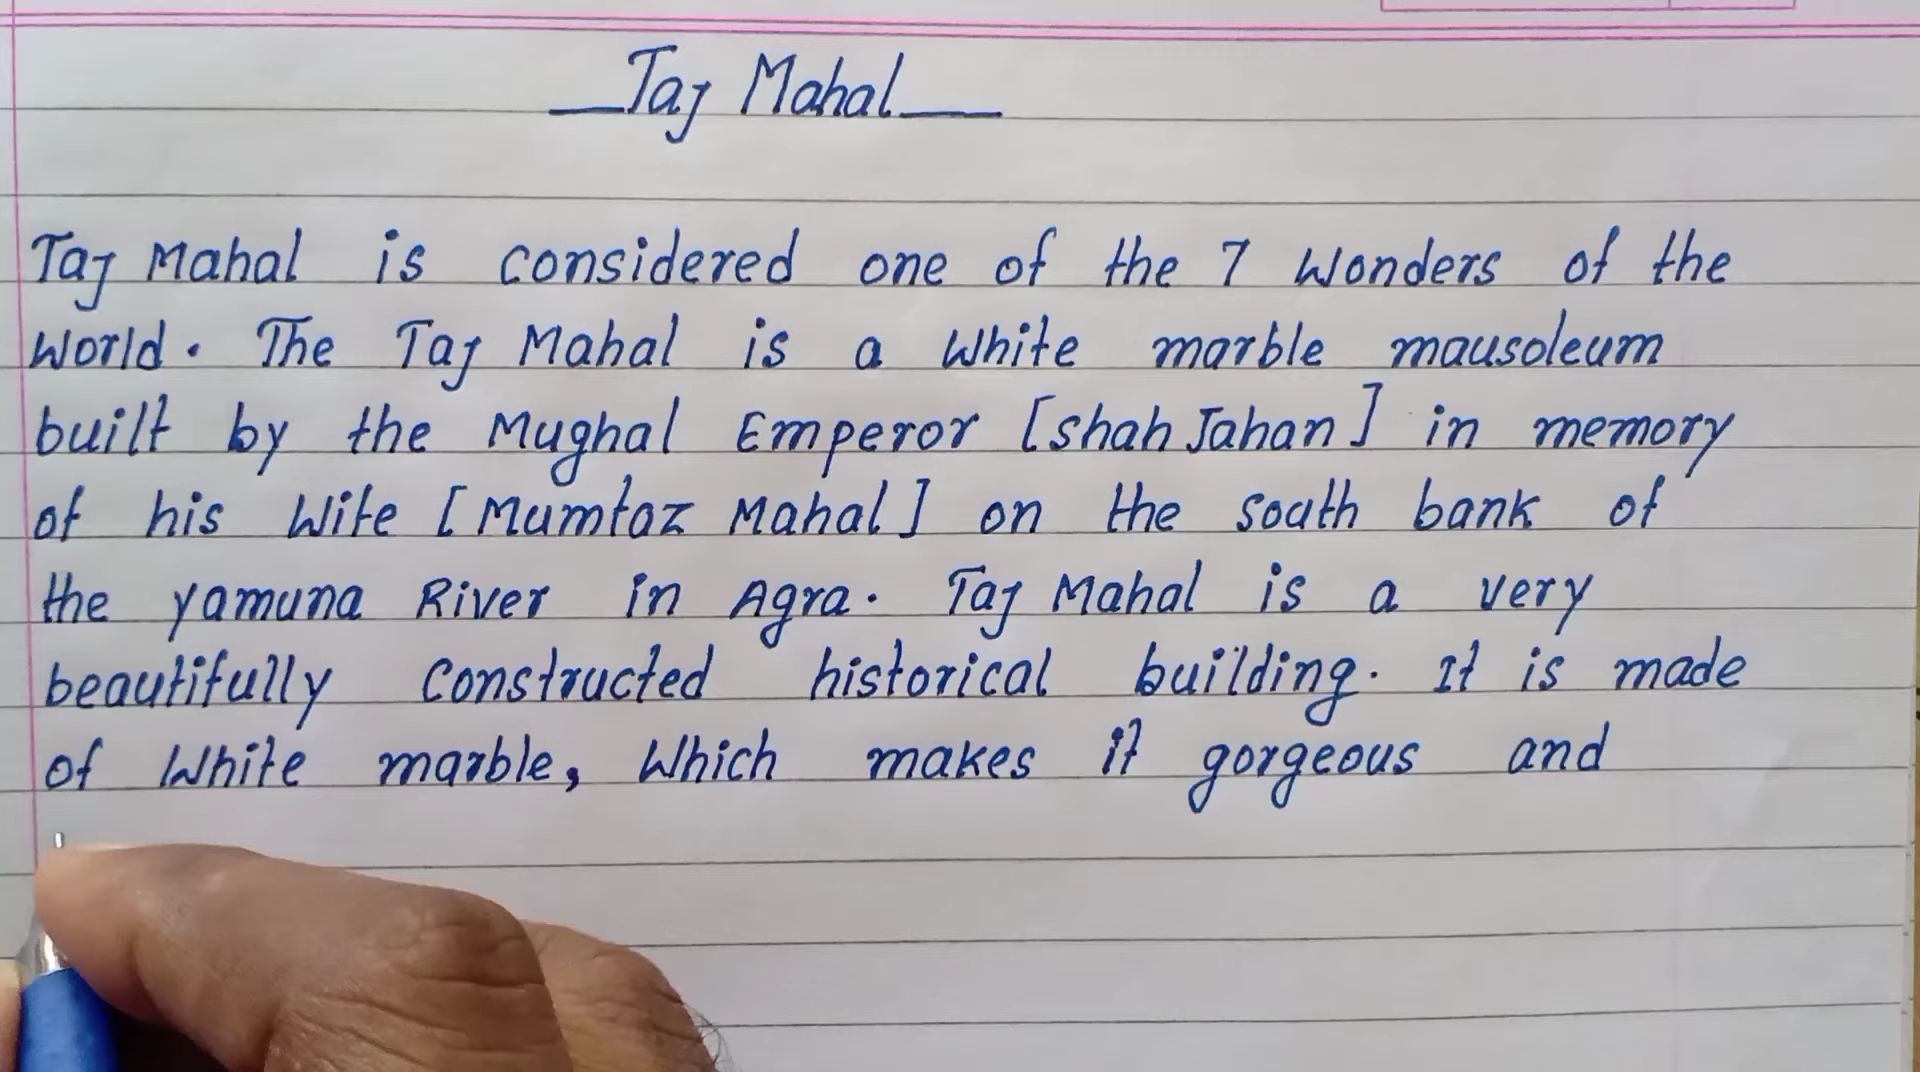 Taj Mahal
Taj Mahal is considered one of the 7 Wonders of the
World. The Taj Mahal is a White marble mausoleum
built by the Mughal Emperor [shah Jahan] in memory
of his Wife [Mumtaz Mahal] on the south bank of
the yamuna River in Agra. Taj Mahal is a very
beautifully constructed historical building. It is made
of White marble, Which makes it gorgeous and